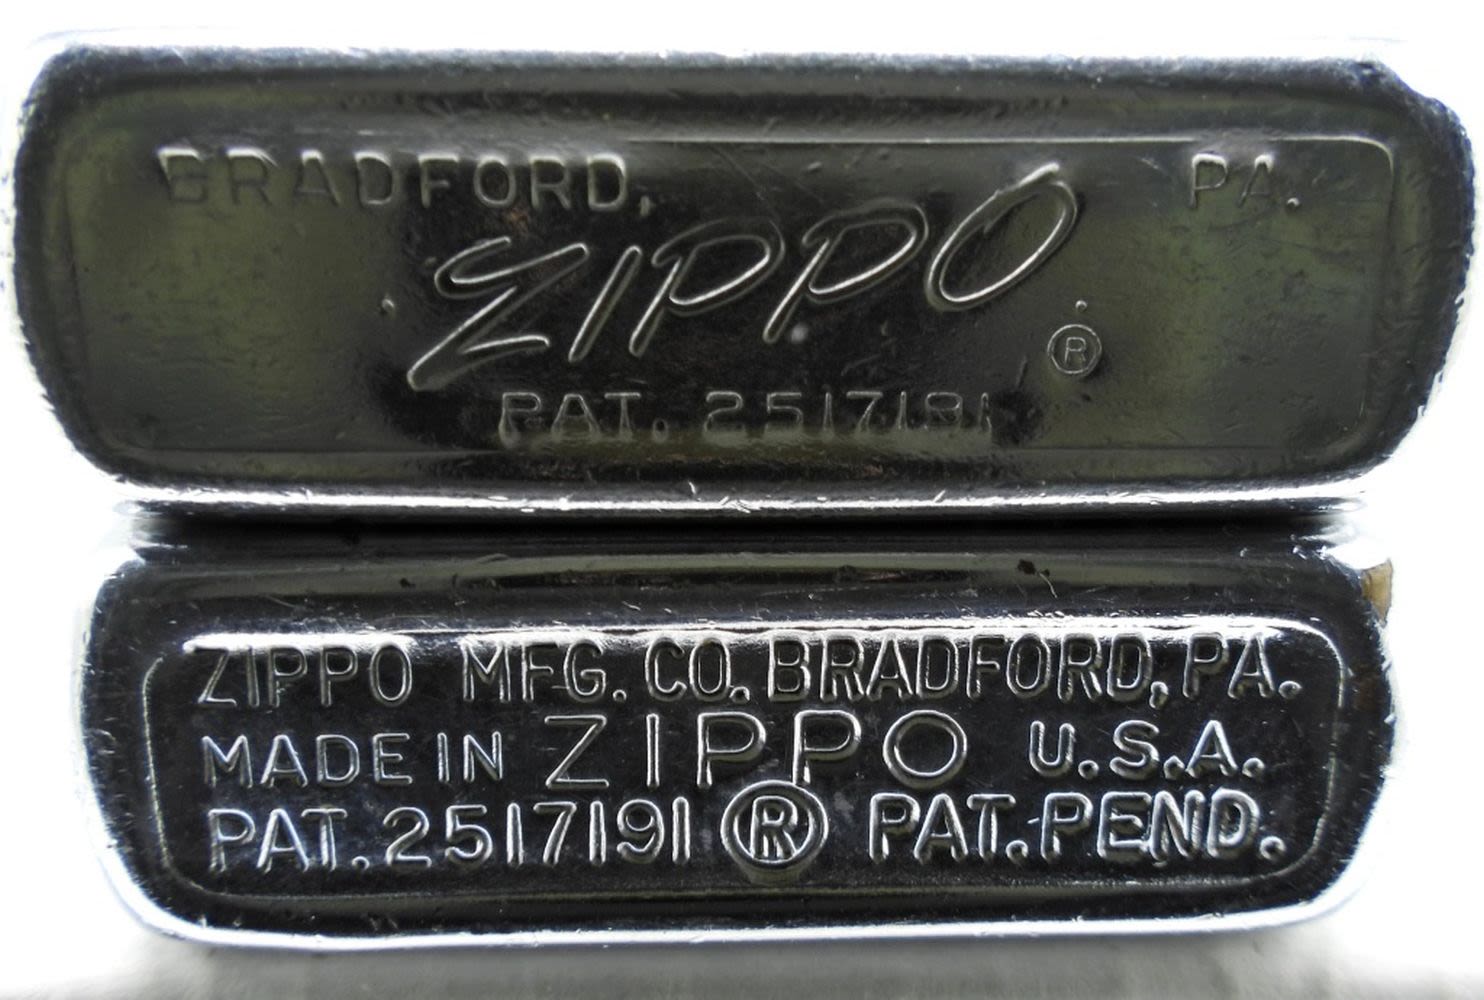 BRADFORD, PA.
ZIPPO ®
PAT. 2517191
ZIPPO MFG. CO. BRADFORD, PA.
MADE IN ZIPPO U.S.A.
PAT. 2517191 ® PAT. PEND.